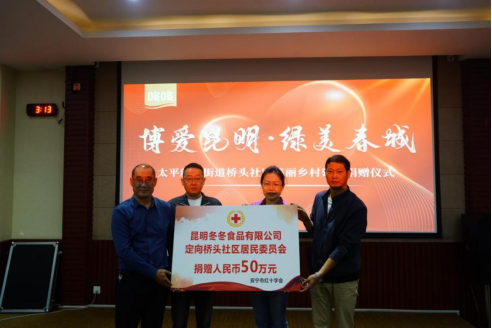 咚咚
3:13
博爱昆明·绿美春城
太平 街道桥头社 丽乡村 捐赠仪式
昆明冬冬食品有限公司
定向桥头社区居民委员会
捐赠人民币50万元
安宁市红十字会